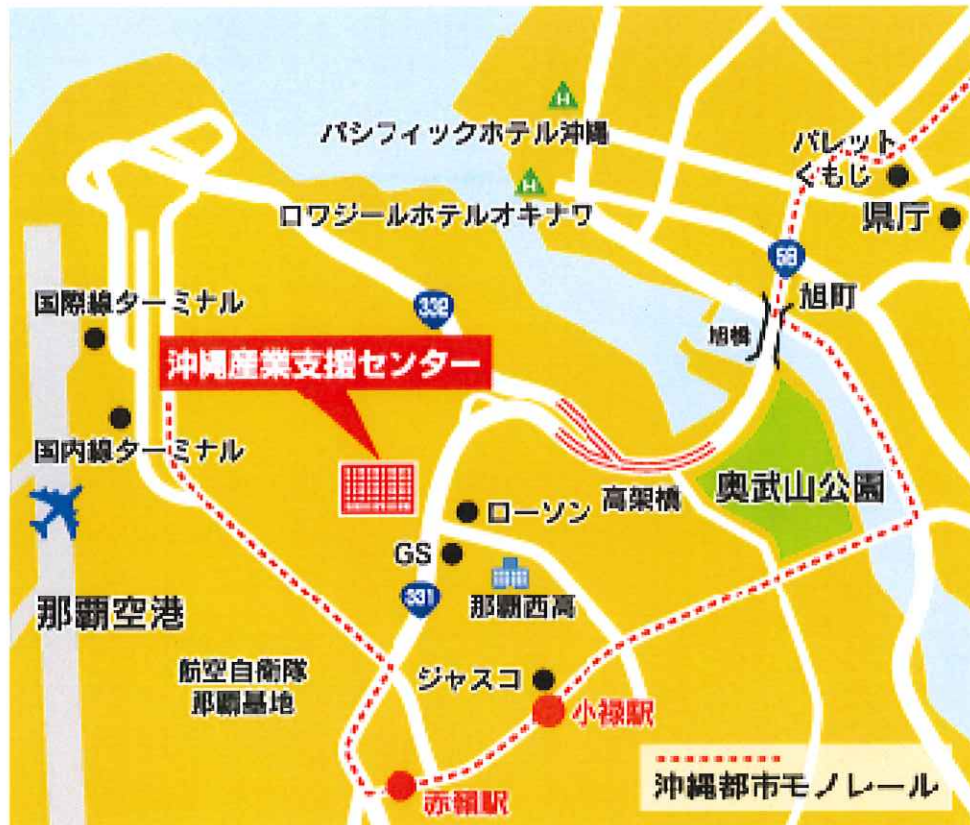 パシフィックホテル沖縄
パレット
くもじ
ロワジールホテルオキナワ
県庁
58
国際線ターミナル
332
旭町
旭橋
沖縄産業支援センター
国内線ターミナル
高架橋
奥武山公園
ローソン
GS
那覇空港
331
那覇西高
航空自衛隊
那覇基地
ジャスコ
小禄駅
赤嶺駅
沖縄都市モノレール
H
H